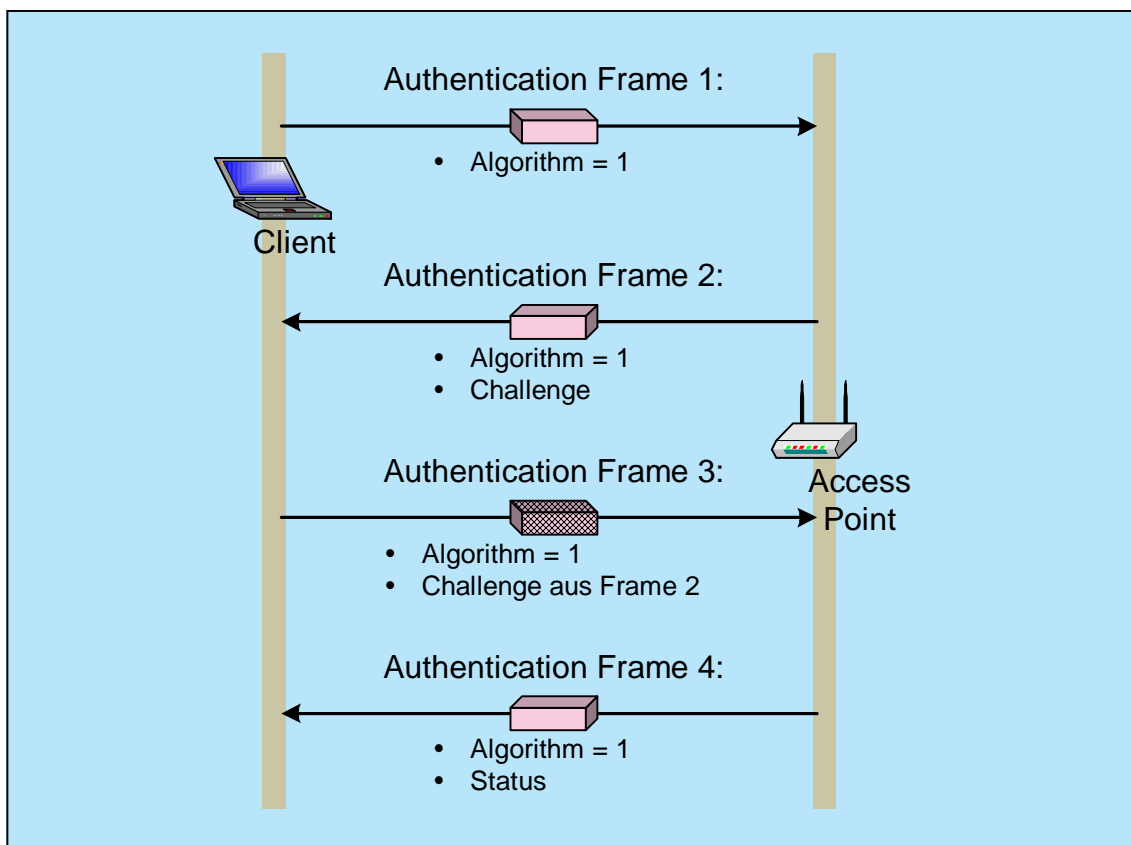 Authentication Frame 1:
• Algorithm = 1
Client
Authentication Frame 2:
• Algorithm = 1
• Challenge
Authentication Frame 3:
Access
Point
• Algorithm = 1
• Challenge aus Frame 2
Authentication Frame 4:
• Algorithm = 1
• Status